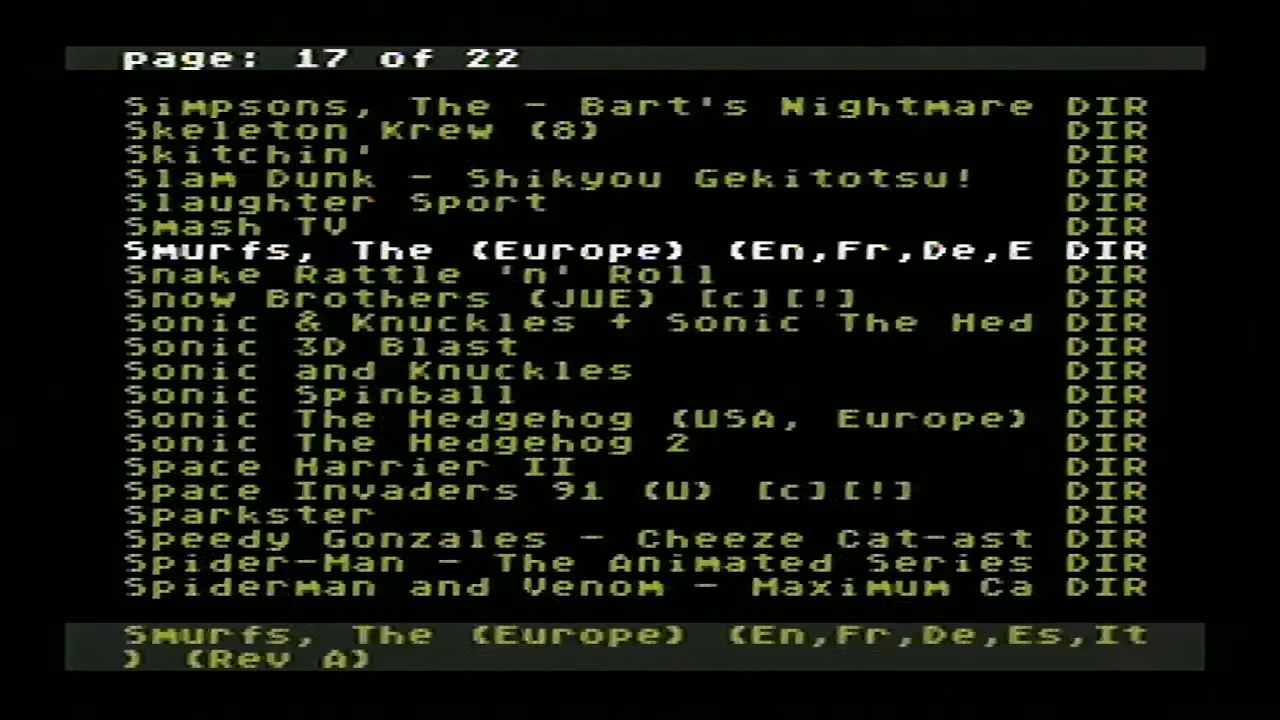 page: 17 of 22
Simpsons, The - Bart's Nightmare DIR
Skeleton Krew (8) DIR
Skitchin' DIR
Slam Dunk - Shikyou Gekitotsu! DIR
Slaughter Sport DIR
Smash TV DIR
Smurfs, The (Europe) (En,Fr,De,E DIR
Snake Rattle 'n' Roll DIR
Snow Brothers (JUE) [c][!] DIR
Sonic & Knuckles + Sonic The Hed DIR
Sonic 3D Blast DIR
Sonic and Knuckles DIR
Sonic Spinball DIR
Sonic The Hedgehog (USA, Europe) DIR
Sonic The Hedgehog 2 DIR
Space Harrier II DIR
Space Invaders 91 (U) [c][!] DIR
Sparkster DIR
Speedy Gonzales - Cheeze Cat-ast DIR
Spider-Man - The Animated Series DIR
Spiderman and Venom - Maximum Ca DIR
Smurfs, The (Europe) (En,Fr,De,Es,It
) (Rev A)